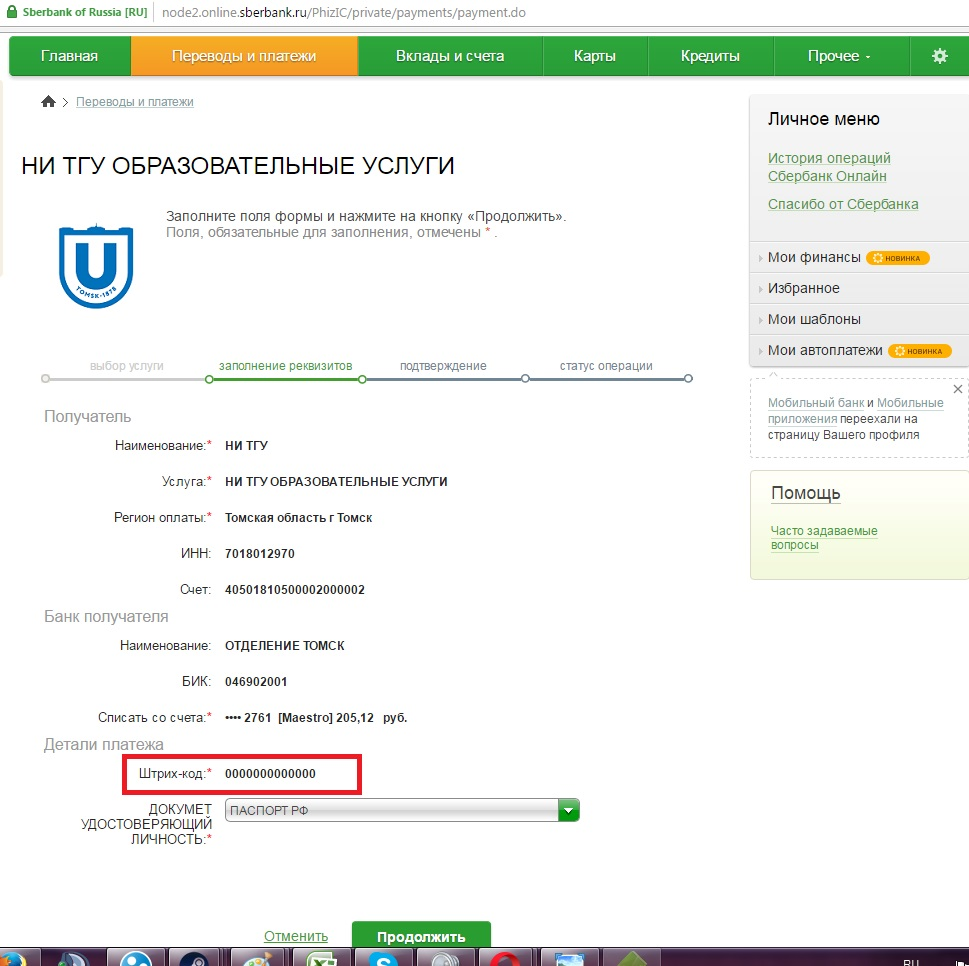 Sberbank of Russia [RU] node2.online.sberbank.ru/PhizIC/private/payments/payment.do
Главная Переводы и платежи Вклады и счета Карты Кредиты Прочее
Переводы и платежи
НИ ТГУ ОБРАЗОВАТЕЛЬНЫЕ УСЛУГИ
Заполните поля формы и нажмите на кнопку «Продолжить».
Поля, обязательные для заполнения, отмечены * .
U
TOMSK·1878
выбор услуги заполнение реквизитов подтверждение статус операции
Получатель
Наименование:* НИ ТГУ
Услуга:* НИ ТГУ ОБРАЗОВАТЕЛЬНЫЕ УСЛУГИ
Регион оплаты:* Томская область г Томск
ИНН: 7018012970
Счет: 40501810500002000002
Банк получателя
Наименование: ОТДЕЛЕНИЕ ТОМСК
БИК: 046902001
Списать со счета:* •••• 2761 [Maestro] 205,12 руб.
Детали платежа
Штрих-код:* 0000000000000
ДОКУМЕТ
УДОСТОВЕРЯЮЩИЙ
ЛИЧНОСТЬ:*
ПАСПОРТ РФ
Отменить Продолжить
Личное меню
История операций
Сбербанк Онлайн
Спасибо от Сбербанка
Мои финансы НОВИНКА
Избранное
Мои шаблоны
Мои автоплатежи НОВИНКА
Мобильный банк и Мобильные
приложения переехали на
страницу Вашего профиля
Помощь
Часто задаваемые
вопросы
RU